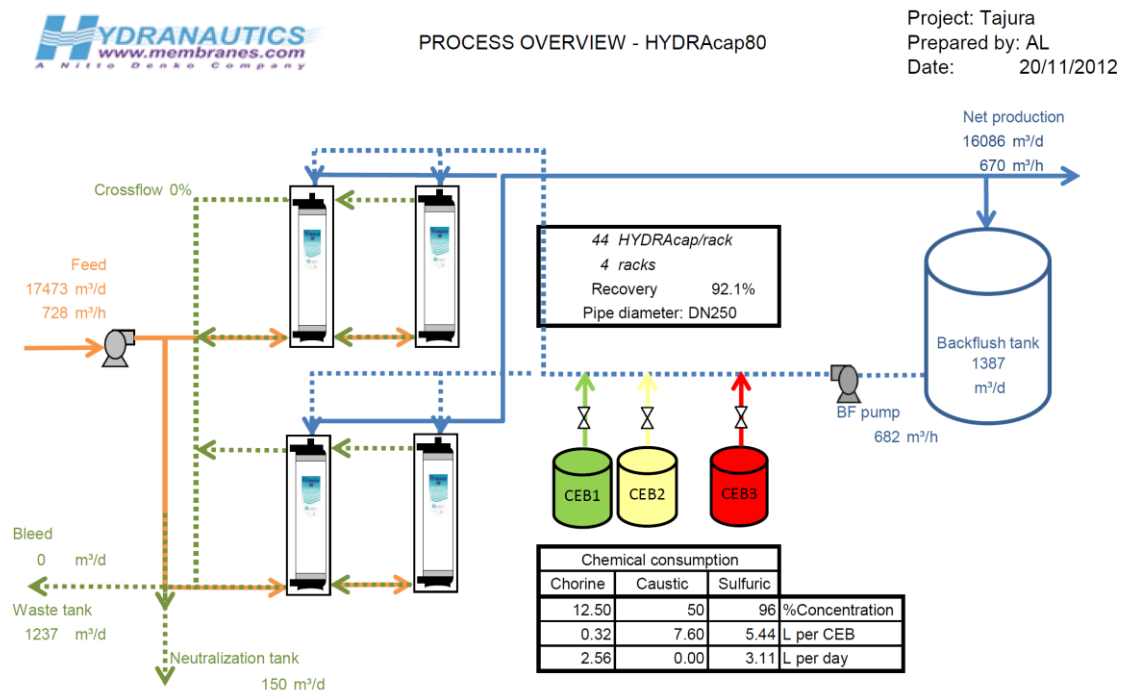 HYDRANAUTICS
www.membranes.com
A Nitto Denko Company
PROCESS OVERVIEW - HYDRAcap80
Project: Tajura
Prepared by: AL
Date: 20/11/2012
Net production
16086 m³/d
670 m³/h
Crossflow 0%
44 HYDRAcap/rack
4 racks
Recovery 92.1%
Pipe diameter: DN250
Feed
17473 m³/d
728 m³/h
Backflush tank
1387
m³/d
BF pump
682 m³/h
CEB1
CEB2
CEB3
Bleed
0 m³/d
Waste tank
1237 m³/d
Neutralization tank
150 m³/d
Chemical consumption
Chorine Caustic Sulfuric
12.50 50 96 %Concentration
0.32 7.60 5.44 L per CEB
2.56 0.00 3.11 L per day